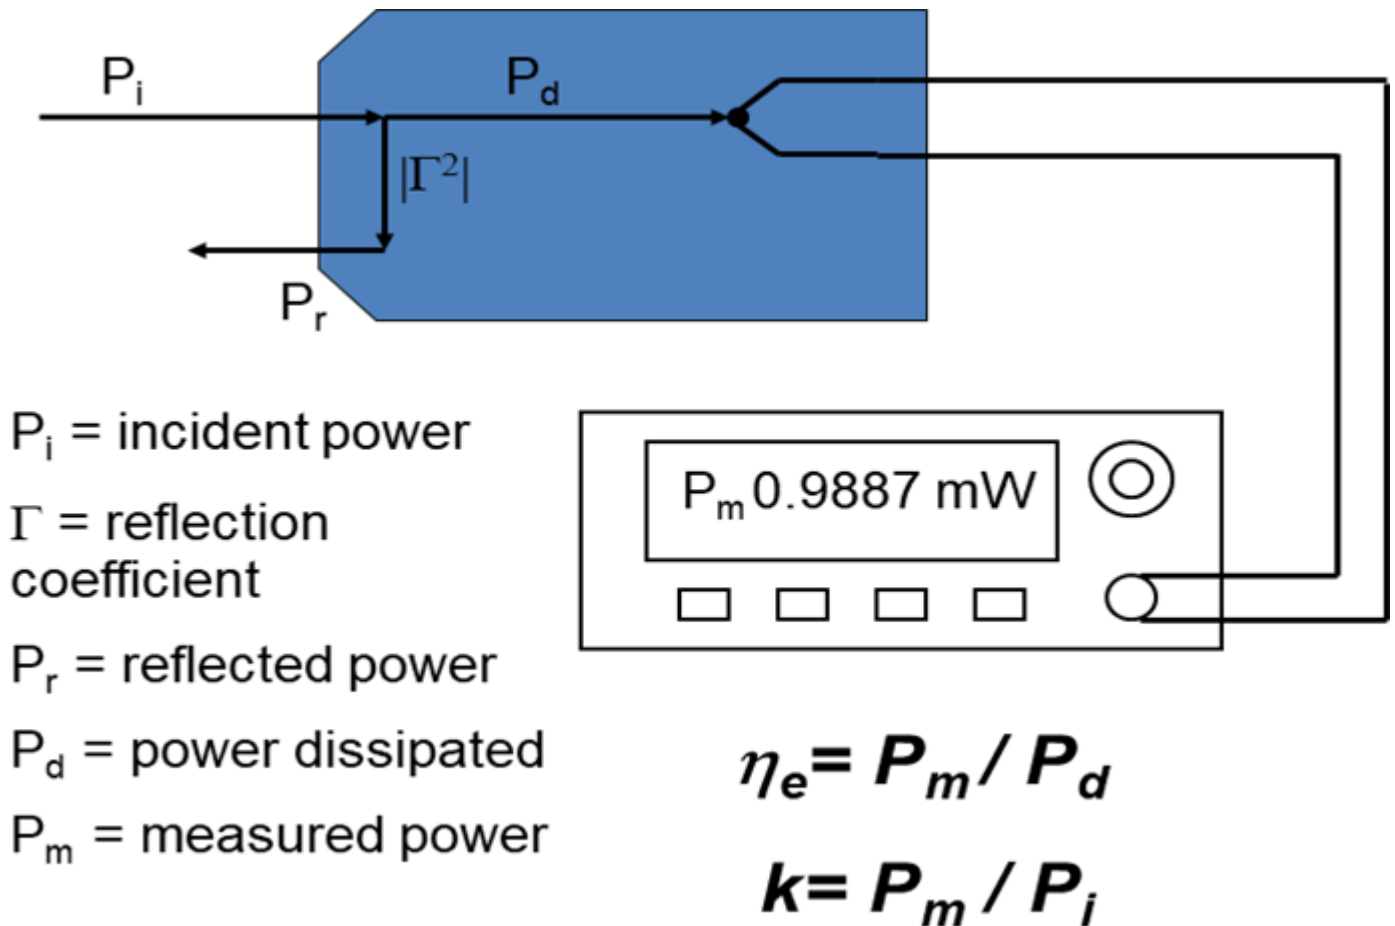 Pi
Pd
|Γ²|
Pr
Pi = incident power
Γ = reflection
coefficient
Pr = reflected power
Pd = power dissipated
Pm = measured power
Pm 0.9887 mW
ηe= Pm / Pd
k= Pm / Pi